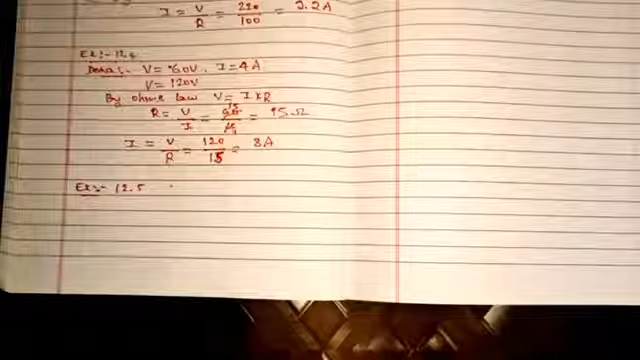 I = V/R = 220/100 = 2.2A
Ex:- 12.4
V = 60V, I = 4A
V = 120V
By ohm's law V = I×R
R = V/I = 60/4 = 15Ω
I = V/R = 120/15 = 8A
Ex:- 12.5